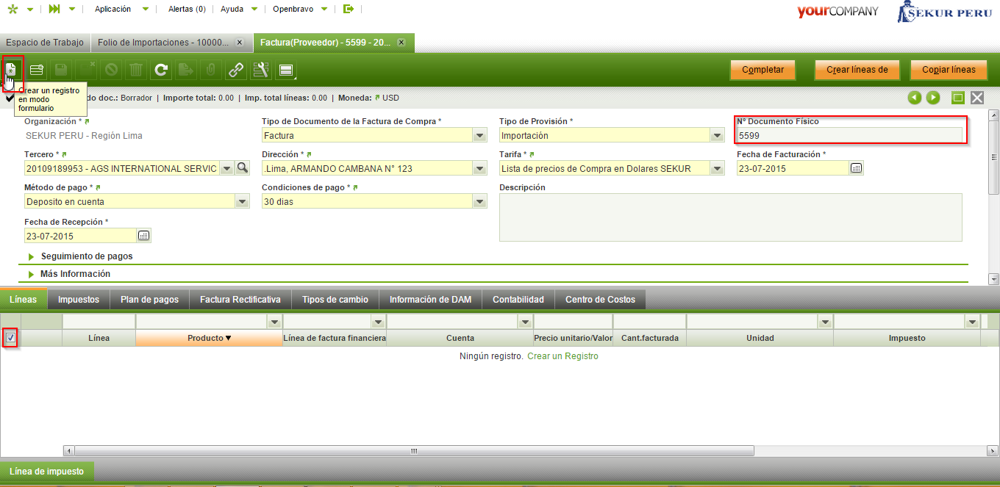 Aplicación Alertas (0) Ayuda Openbravo yourCOMPANY SEKUR PERU
Espacio de Trabajo Folio de Importaciones - 10000... Factura(Proveedor) - 5599 - 20...
Completar Crear líneas de Copiar líneas
Crear un registro
en modo
formulario
do doc.: Borrador | Importe total: 0.00 | Imp. total líneas: 0.00 | Moneda: USD
Organización * Tipo de Documento de la Factura de Compra * Tipo de Provisión * Nº Documento Físico
SEKUR PERU - Región Lima Factura Importación 5599
Tercero * Dirección * Tarifa * Fecha de Facturación *
20109189953 - AGS INTERNATIONAL SERVIC .Lima, ARMANDO CAMBANA N° 123 Lista de precios de Compra en Dolares SEKUR 23-07-2015
Método de pago * Condiciones de pago * Descripción
Deposito en cuenta 30 dias
Fecha de Recepción *
23-07-2015
Seguimiento de pagos
Más Información
Líneas Impuestos Plan de pagos Factura Rectificativa Tipos de cambio Información de DAM Contabilidad Centro de Costos
Línea Producto Línea de factura financiera Cuenta Precio unitario/Valor Cant.facturada Unidad Impuesto
Ningún registro. Crear un Registro
Línea de impuesto